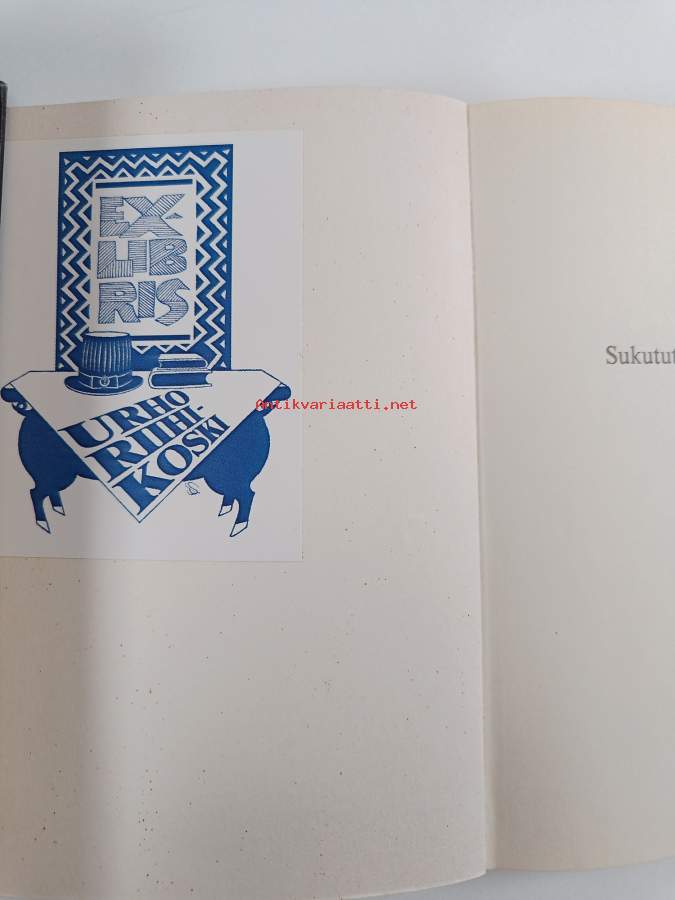 EX-
LIB
RIS
URHO
RIIHI-
KOSKI
Antikvariaatti.net
Sukutut